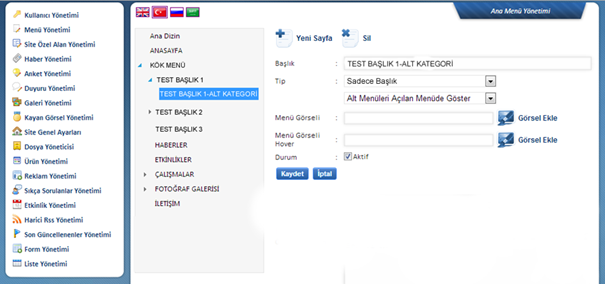 Kullanıcı Yönetimi
Menü Yönetimi
Site Özel Alan Yönetimi
Haber Yönetimi
Anket Yönetimi
Duyuru Yönetimi
Galeri Yönetimi
Kayan Görsel Yönetimi
Site Genel Ayarları
Dosya Yöneticisi
Ürün Yönetimi
Reklam Yönetimi
Sıkça Sorulanlar Yönetimi
Etkinlik Yönetimi
Harici Rss Yönetimi
Son Güncellenenler Yönetimi
Form Yönetimi
Liste Yönetimi
Ana Dizin
ANASAYFA
KÖK MENÜ
TEST BAŞLIK 1
TEST BAŞLIK 1-ALT KATEGORİ
TEST BAŞLIK 2
TEST BAŞLIK 3
HABERLER
ETKİNLİKLER
ÇALIŞMALAR
FOTOĞRAF GALERİSİ
İLETİŞİM
Ana Menü Yönetimi
Yeni Sayfa Sil
Başlık : TEST BAŞLIK 1-ALT KATEGORİ
Tip : Sadece Başlık
Alt Menüleri Açılan Menüde Göster
Menü Görseli : Görsel Ekle
Menü Görseli Hover : Görsel Ekle
Durum : Aktif
Kaydet İptal